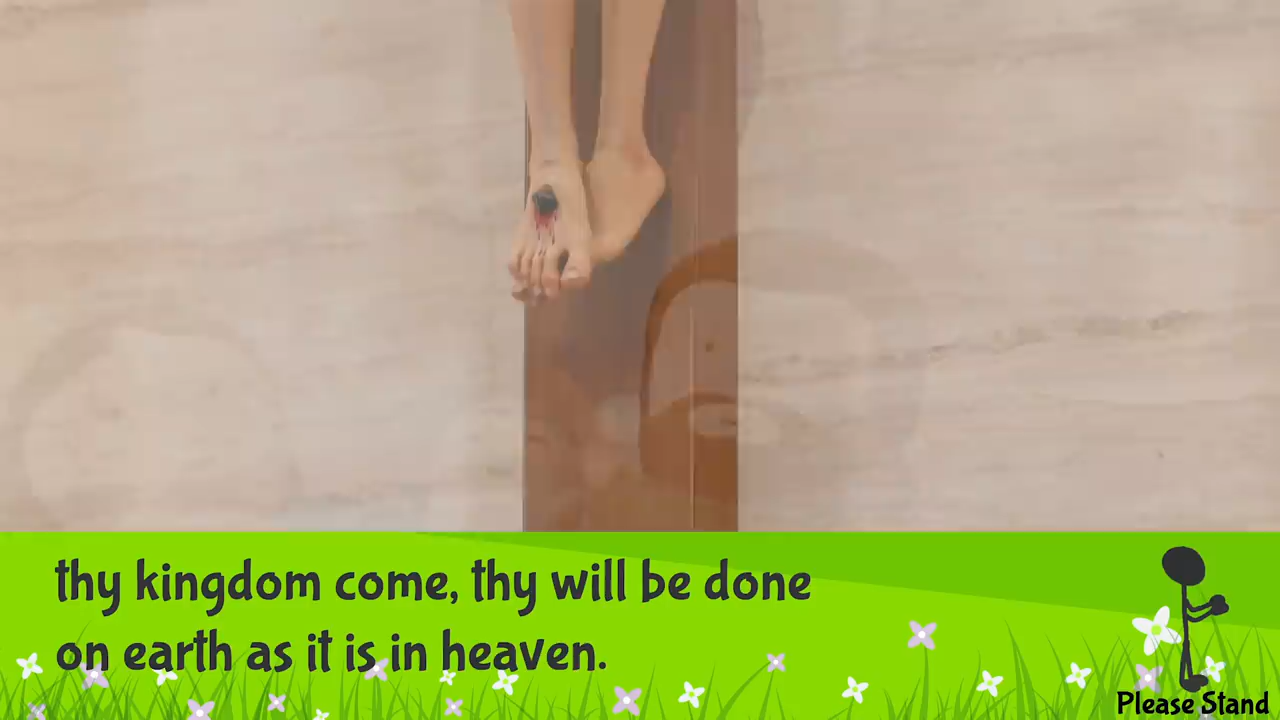 thy kingdom come, thy will be done
on earth as it is in heaven.
Please Stand